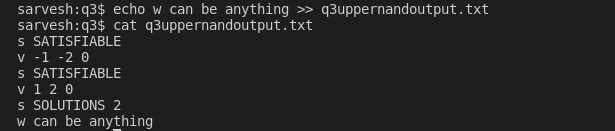 sarvesh:q3$ echo w can be anything >> q3uppernandoutput.txt
sarvesh:q3$ cat q3uppernandoutput.txt
s SATISFIABLE
v -1 -2 0
s SATISFIABLE
v 1 2 0
s SOLUTIONS 2
w can be anything